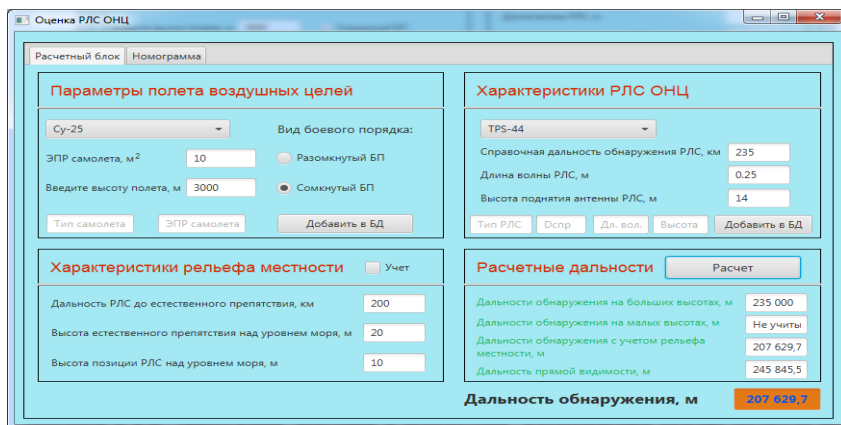 Оценка РЛС ОНЦ
Расчетный блок Номограмма
Параметры полета воздушных целей
Су-25
Вид боевого порядка:
ЭПР самолета, м2 10
Разомкнутый БП
Введите высоту полета, м 3000
Сомкнутый БП
Тип самолета ЭПР самолета Добавить в БД
Характеристики РЛС ОНЦ
TPS-44
Справочная дальность обнаружения РЛС, км 235
Длина волны РЛС, м 0.25
Высота поднятия антенны РЛС, м 14
Тип РЛС Dспр Дл. вол. Высота Добавить в БД
Характеристики рельефа местности Учет
Дальность РЛС до естественного препятствия, км 200
Высота естественного препятствия над уровнем моря, м 20
Высота позиции РЛС над уровнем моря, м 10
Расчетные дальности Расчет
Дальности обнаружения на больших высотах, м 235 000
Дальности обнаружения на малых высотах, м Не учиты
Дальности обнаружения с учетом рельефа
местности, м 207 629,7
Дальность прямой видимости, м 245 845,5
Дальность обнаружения, м 207 629,7